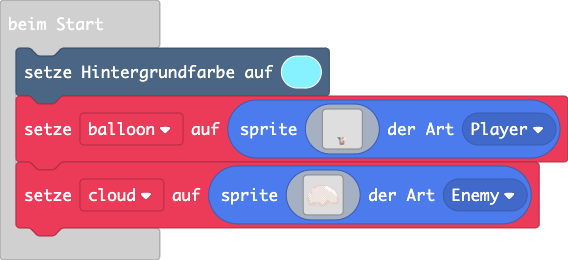 beim Start
setze Hintergrundfarbe auf
setze balloon auf sprite der Art Player
setze cloud auf sprite der Art Enemy